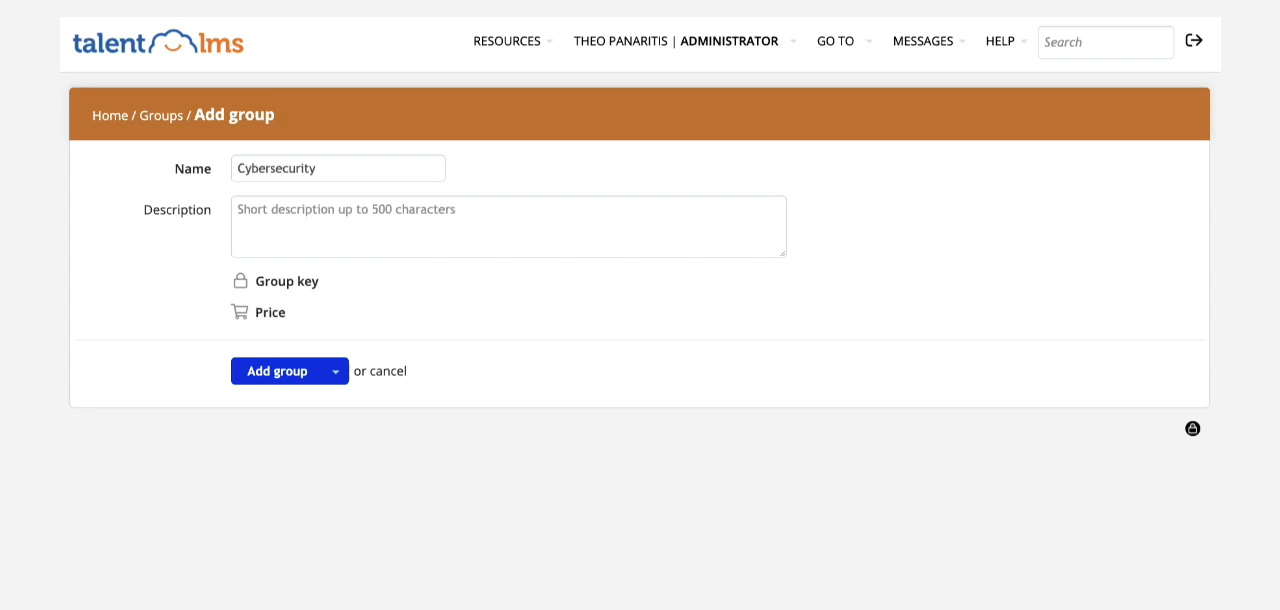 talentlms
RESOURCES THEO PANARITIS | ADMINISTRATOR GO TO MESSAGES HELP Search
Home / Groups / Add group
Name Cybersecurity
Description Short description up to 500 characters
Group key
Price
Add group or cancel